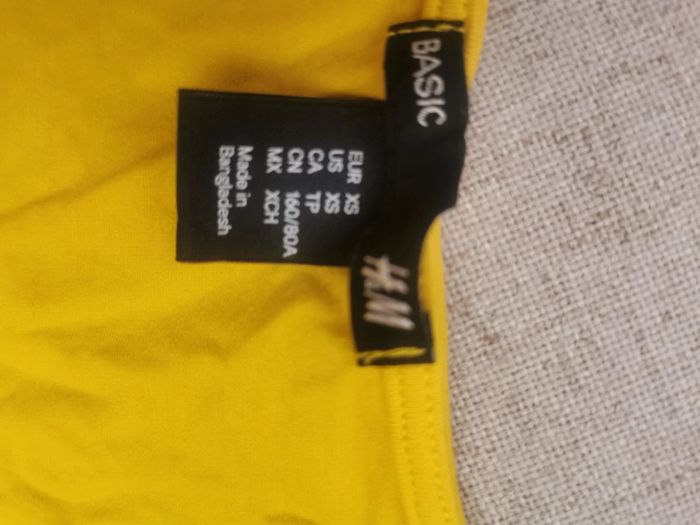 BASIC
H&M
EUR XS
US XS
CA TP
CN 160/80A
MX XCH
Made in
Bangladesh